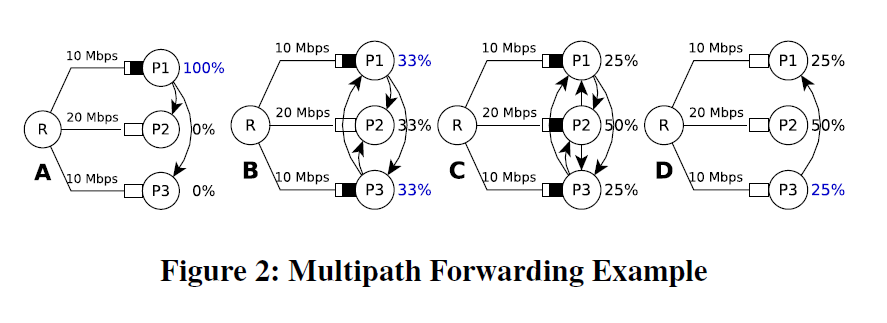 10 Mbps
P1 100%
R 20 Mbps P2 0%
A
10 Mbps P3 0%
10 Mbps
P1 33%
R 20 Mbps P2 33%
B
10 Mbps P3 33%
10 Mbps
P1 25%
R 20 Mbps P2 50%
C
10 Mbps P3 25%
10 Mbps
P1 25%
R 20 Mbps P2 50%
D
10 Mbps P3 25%
Figure 2: Multipath Forwarding Example